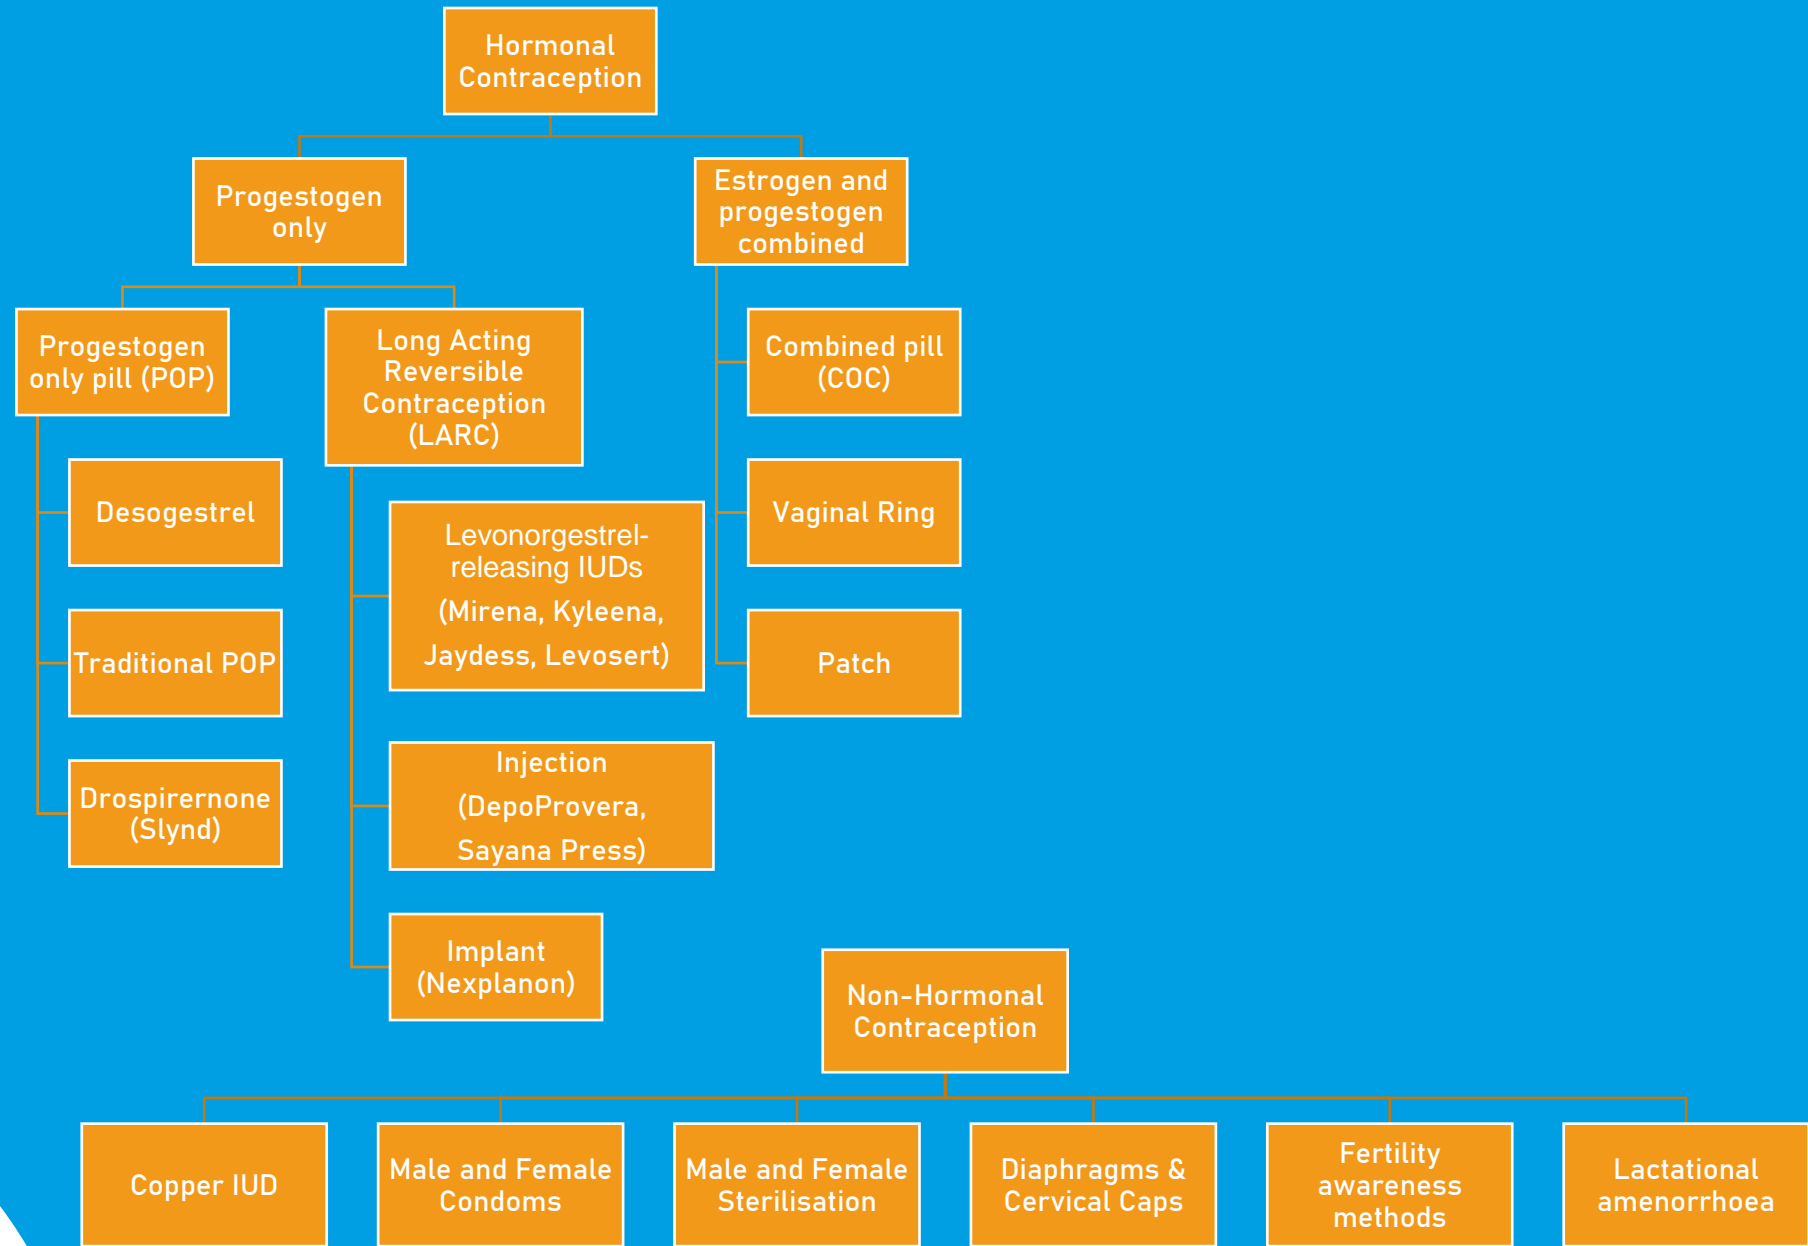 Hormonal
Contraception
Progestogen
only
Estrogen and
progestogen
combined
Progestogen
only pill (POP)
Long Acting
Reversible
Contraception
(LARC)
Combined pill
(COC)
Desogestrel
Levonorgestrel-
releasing IUDs
(Mirena, Kyleena,
Jaydess, Levosert)
Vaginal Ring
Traditional POP
Patch
Drospirernone
(Slynd)
Injection
(DepoProvera,
Sayana Press)
Implant
(Nexplanon)
Non-Hormonal
Contraception
Copper IUD
Male and Female
Condoms
Male and Female
Sterilisation
Diaphragms &
Cervical Caps
Fertility
awareness
methods
Lactational
amenorrhoea